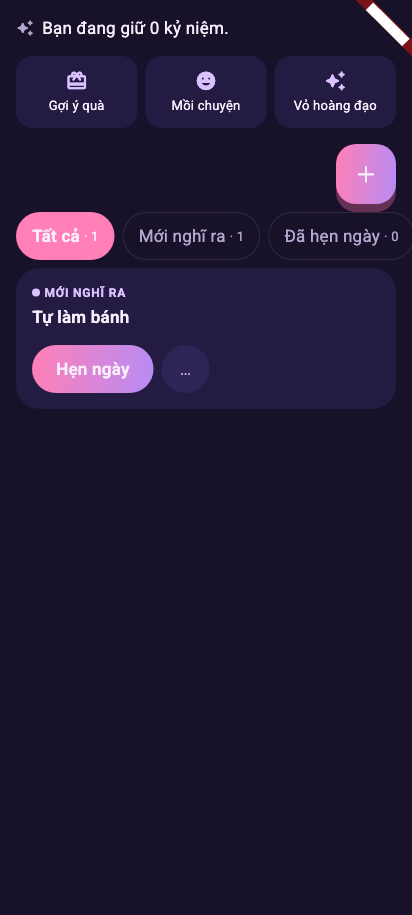 Bạn đang giữ 0 kỷ niệm.
Gợi ý quà
Mồi chuyện
Vỏ hoàng đạo
Tất cả · 1
Mới nghĩ ra · 1
Đã hẹn ngày · 0
MỚI NGHĨ RA
Tự làm bánh
Hẹn ngày
...